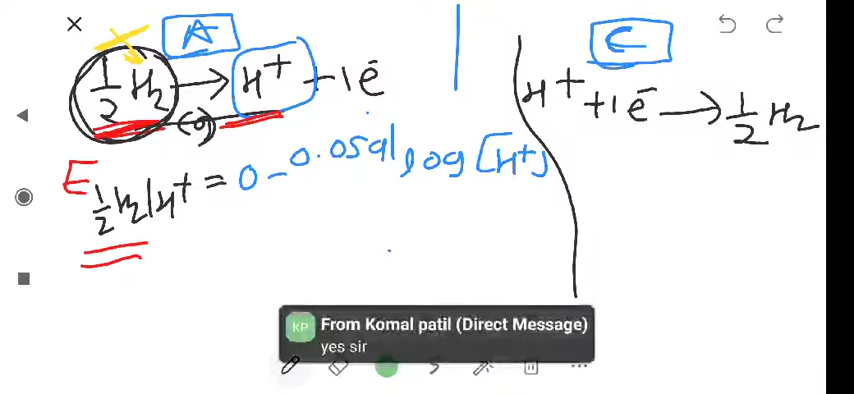 A
½ H₂ → H⁺ + 1e⁻
(g)
E ½H₂/H⁺ = 0 - 0.0591 log [H⁺]
C
H⁺ + 1e⁻ → ½ H₂
KP From Komal patil (Direct Message)
yes sir